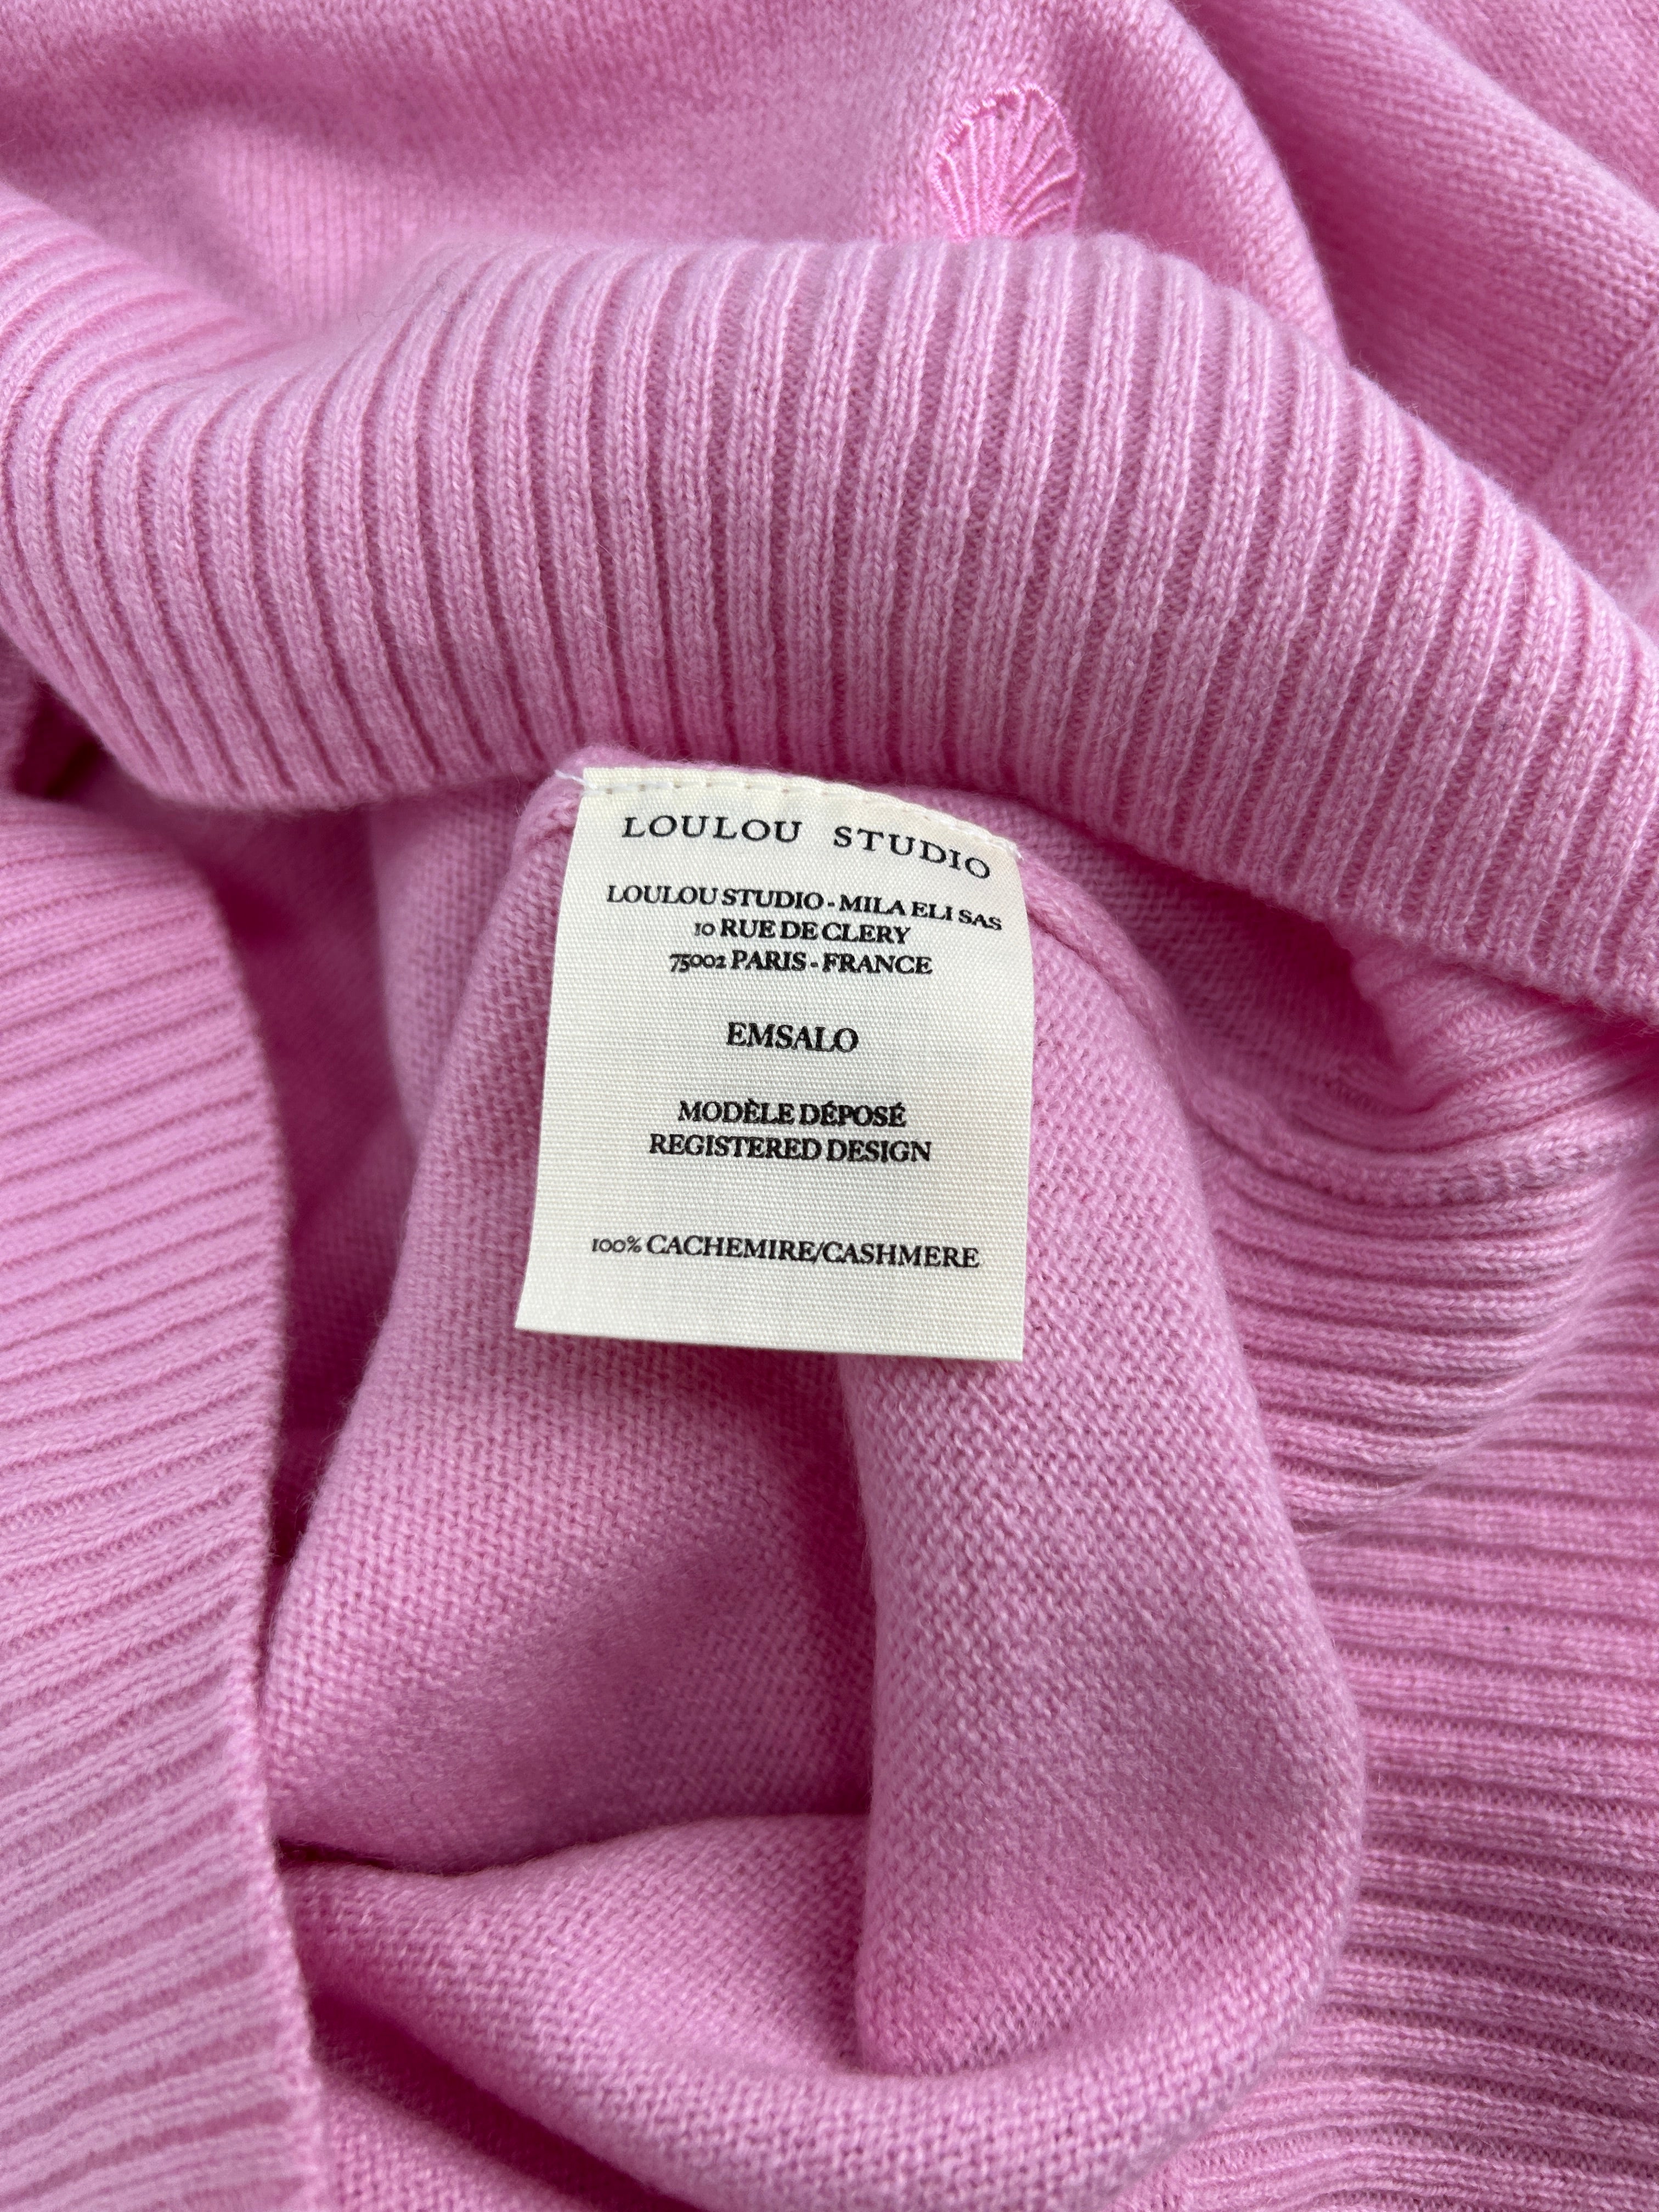 LOULOU STUDIO
LOULOU STUDIO - MILA ELI SAS
10 RUE DE CLERY
75002 PARIS - FRANCE
EMSALO
MODÈLE DÉPOSÉ
REGISTERED DESIGN
100% CACHEMIRE/CASHMERE